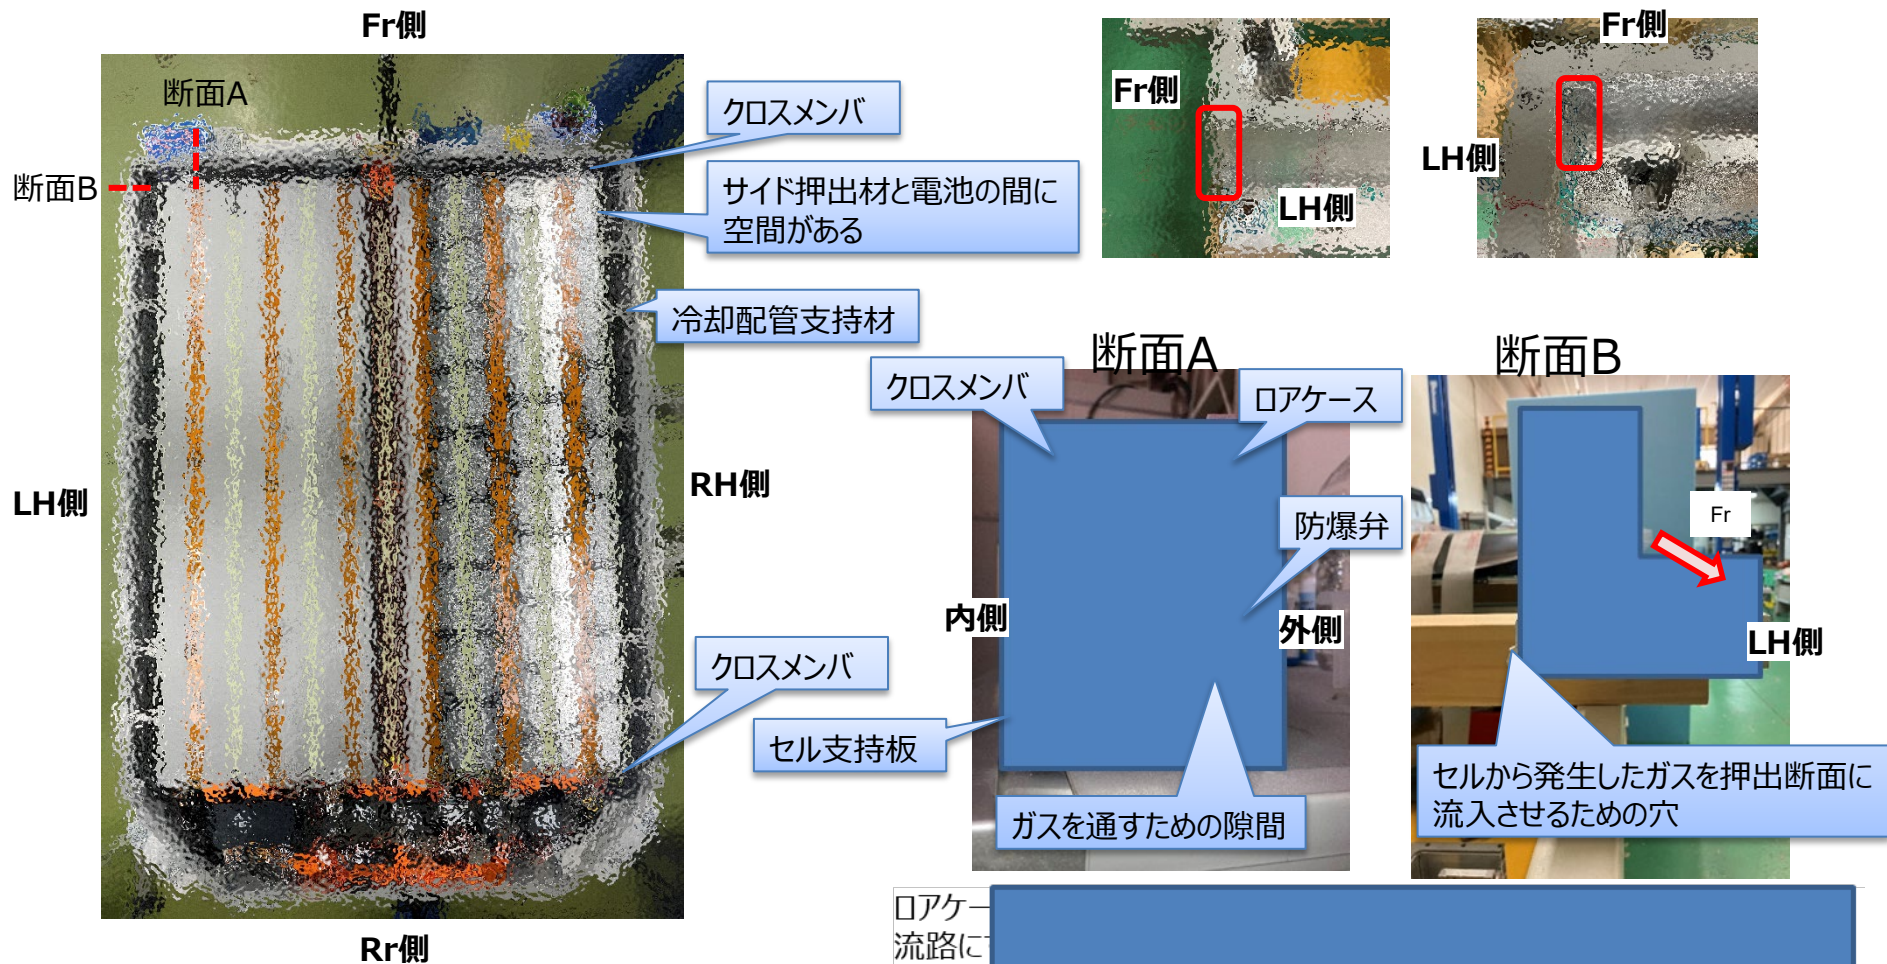 Fr側
断面A
断面B
クロスメンバ
サイド押出材と電池の間に
空間がある
冷却配管支持材
LH側
RH側
クロスメンバ
Rr側
Fr側
LH側
Fr側
LH側
断面A
クロスメンバ
ロアケース
防爆弁
内側
外側
セル支持板
ガスを通すための隙間
断面B
Fr
LH側
セルから発生したガスを押出断面に
流入させるための穴
ロアケー
流路に